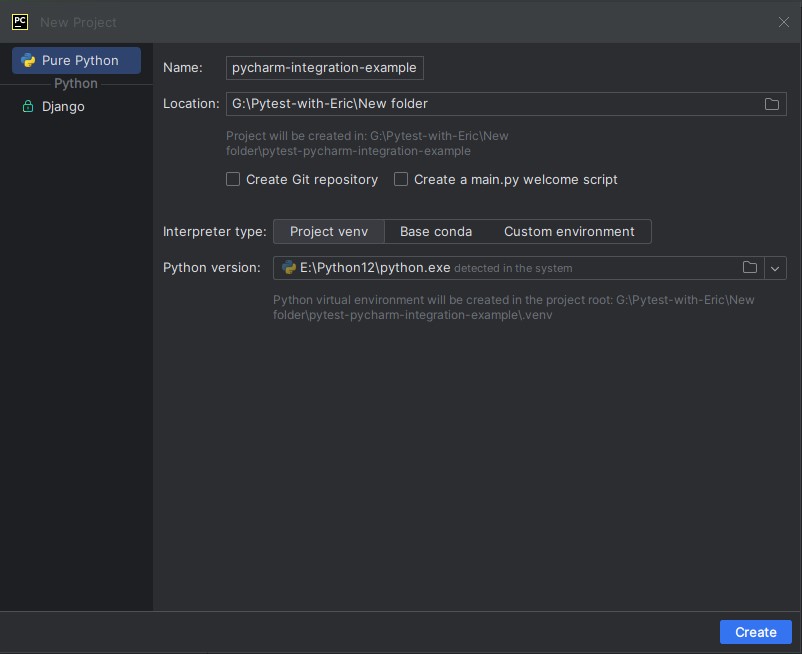 PC New Project
Pure Python
Python
Django
Name: pycharm-integration-example
Location: G:\Pytest-with-Eric\New folder
Project will be created in: G:\Pytest-with-Eric\New
folder\pytest-pycharm-integration-example
Create Git repository Create a main.py welcome script
Interpreter type: Project venv Base conda Custom environment
Python version: E:\Python12\python.exe detected in the system
Python virtual environment will be created in the project root: G:\Pytest-with-Eric\New
folder\pytest-pycharm-integration-example\.venv
Create